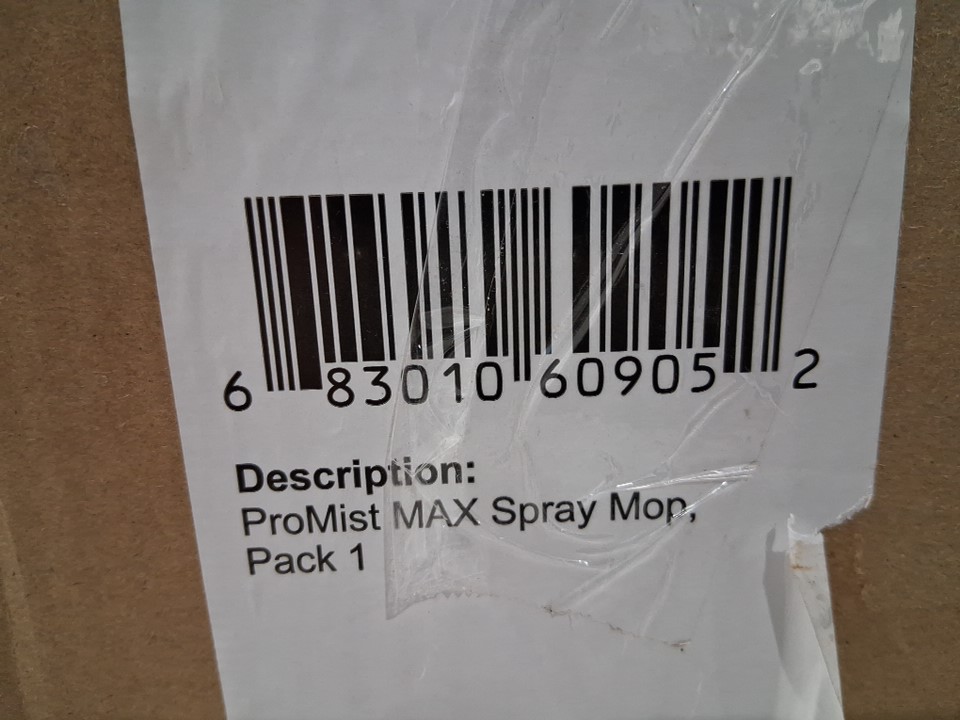 6 83010 60905 2
Description:
ProMist MAX Spray Mop,
Pack 1